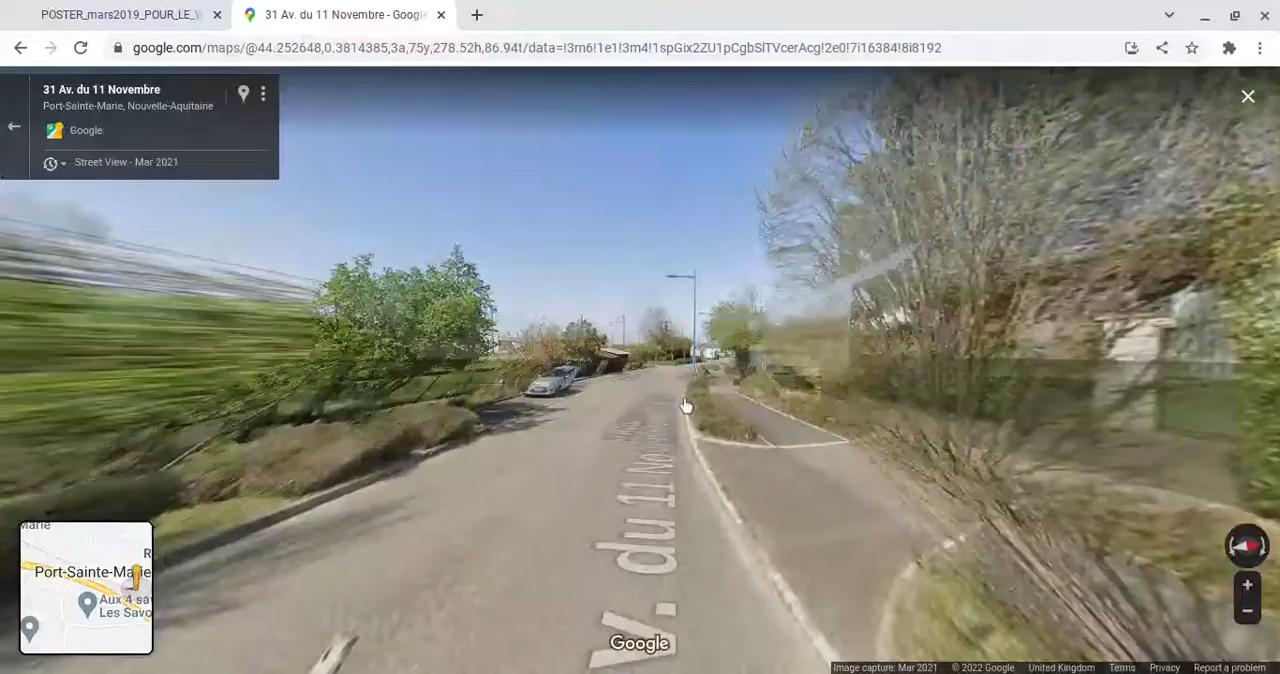 POSTER_mars2019_POUR_LE_
31 Av. du 11 Novembre - Google
google.com/maps/@44.252648,0.3814385,3a,75y,278.52h,86.94t/data=!3m6!1e1!3m4!1spGix2ZU1pCgbSlTVcerAcg!2e0!7i16384!8i8192
31 Av. du 11 Novembre
Port-Sainte-Marie, Nouvelle-Aquitaine
Google
Street View - Mar 2021
v. du 11
Marie
R
Port-Sainte-Marie
Aux 4 sa
Les Savo
Google
Image capture: Mar 2021 © 2022 Google United Kingdom Terms Privacy Report a problem